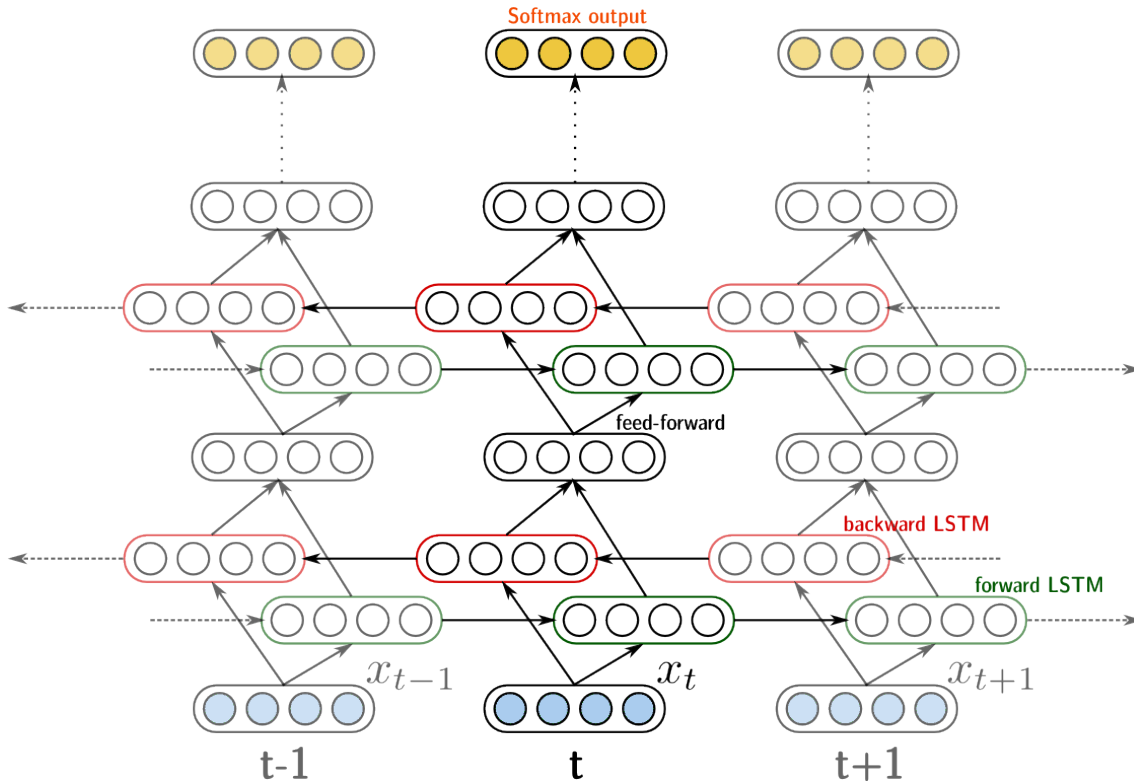 Softmax output
feed-forward
backward LSTM
forward LSTM
x_{t-1} x_t x_{t+1}
t-1 t t+1